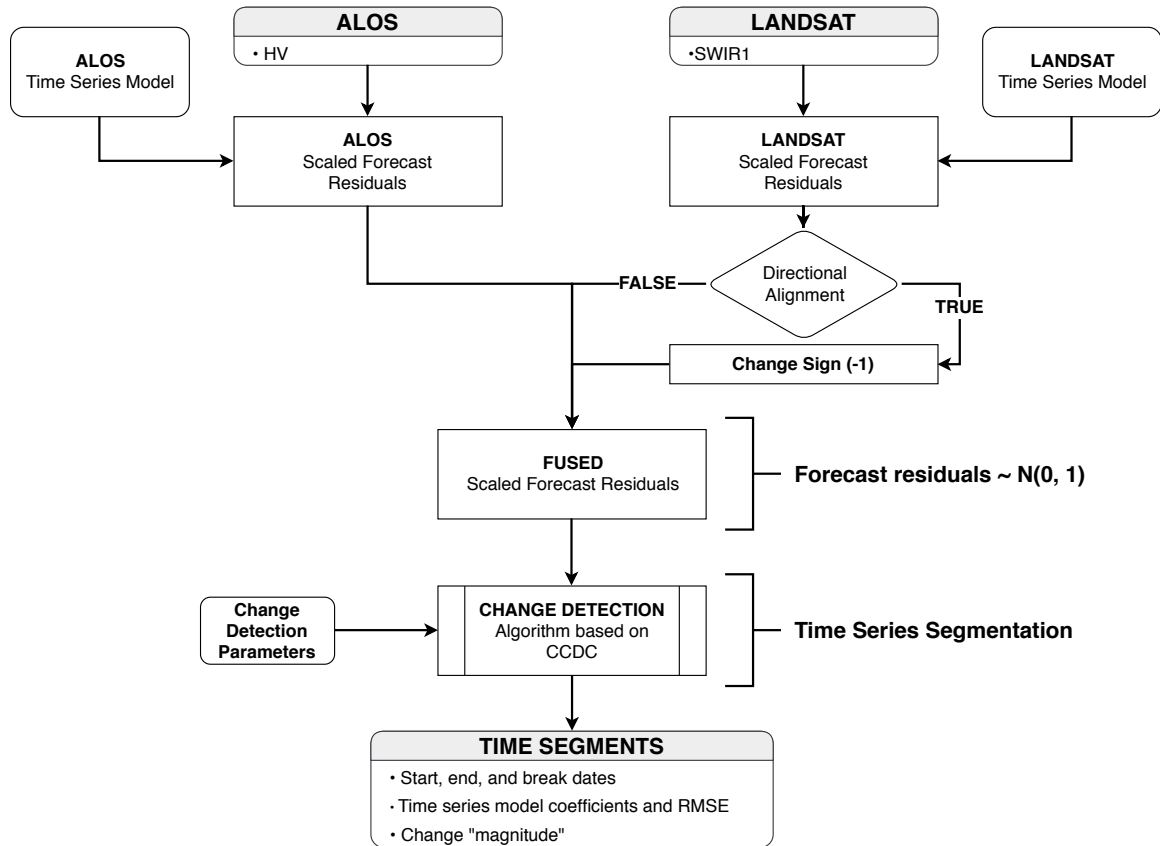 ALOS
• HV
LANDSAT
•SWIR1
ALOS
Time Series Model
LANDSAT
Time Series Model
ALOS
Scaled Forecast
Residuals
LANDSAT
Scaled Forecast
Residuals
Directional
Alignment
FALSE
TRUE
Change Sign (-1)
FUSED
Scaled Forecast Residuals
Forecast residuals ~ N(0, 1)
Change
Detection
Parameters
CHANGE DETECTION
Algorithm based on
CCDC
Time Series Segmentation
TIME SEGMENTS
• Start, end, and break dates
• Time series model coefficients and RMSE
• Change "magnitude"